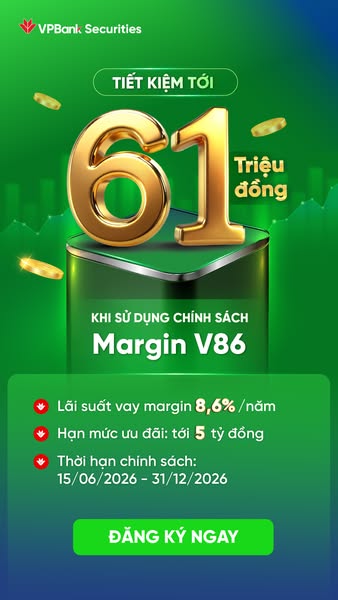 VPBank Securities
TIẾT KIỆM TỚI
61 Triệu đồng
KHI SỬ DỤNG CHÍNH SÁCH
Margin V86
Lãi suất vay margin 8,6% /năm
Hạn mức ưu đãi: tới 5 tỷ đồng
Thời hạn chính sách:
15/06/2026 - 31/12/2026
ĐĂNG KÝ NGAY